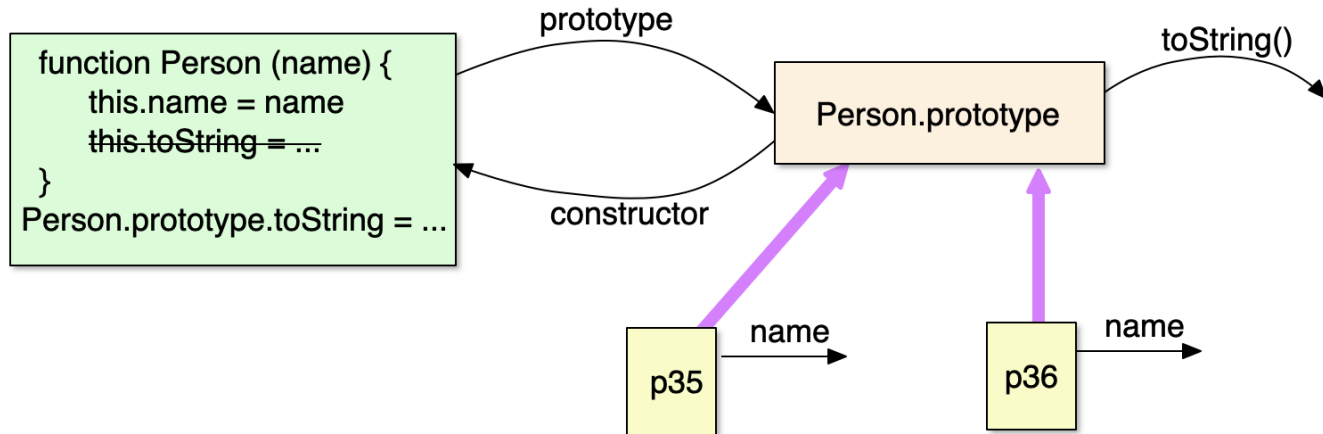 function Person (name) {
this.name = name
this.toString = ...
}
Person.prototype.toString = ...
prototype
constructor
Person.prototype
toString()
p35
name
p36
name